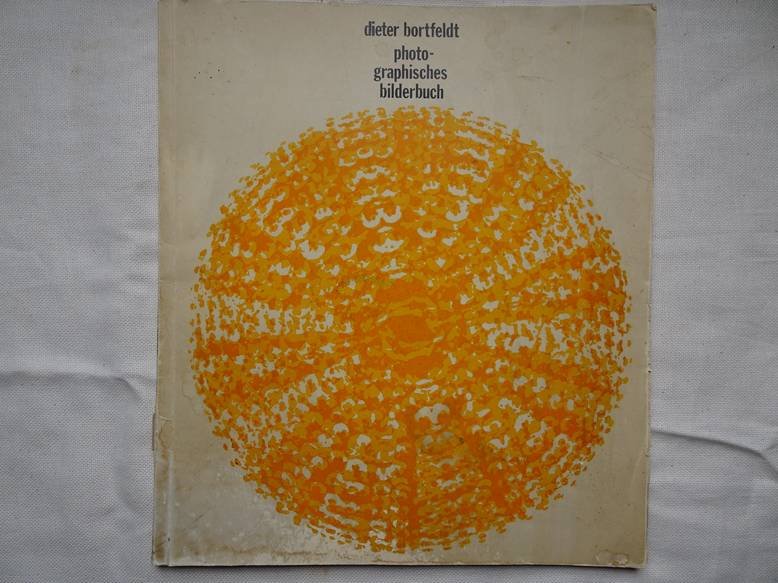 dieter bortfeldt
photo-
graphisches
bilderbuch